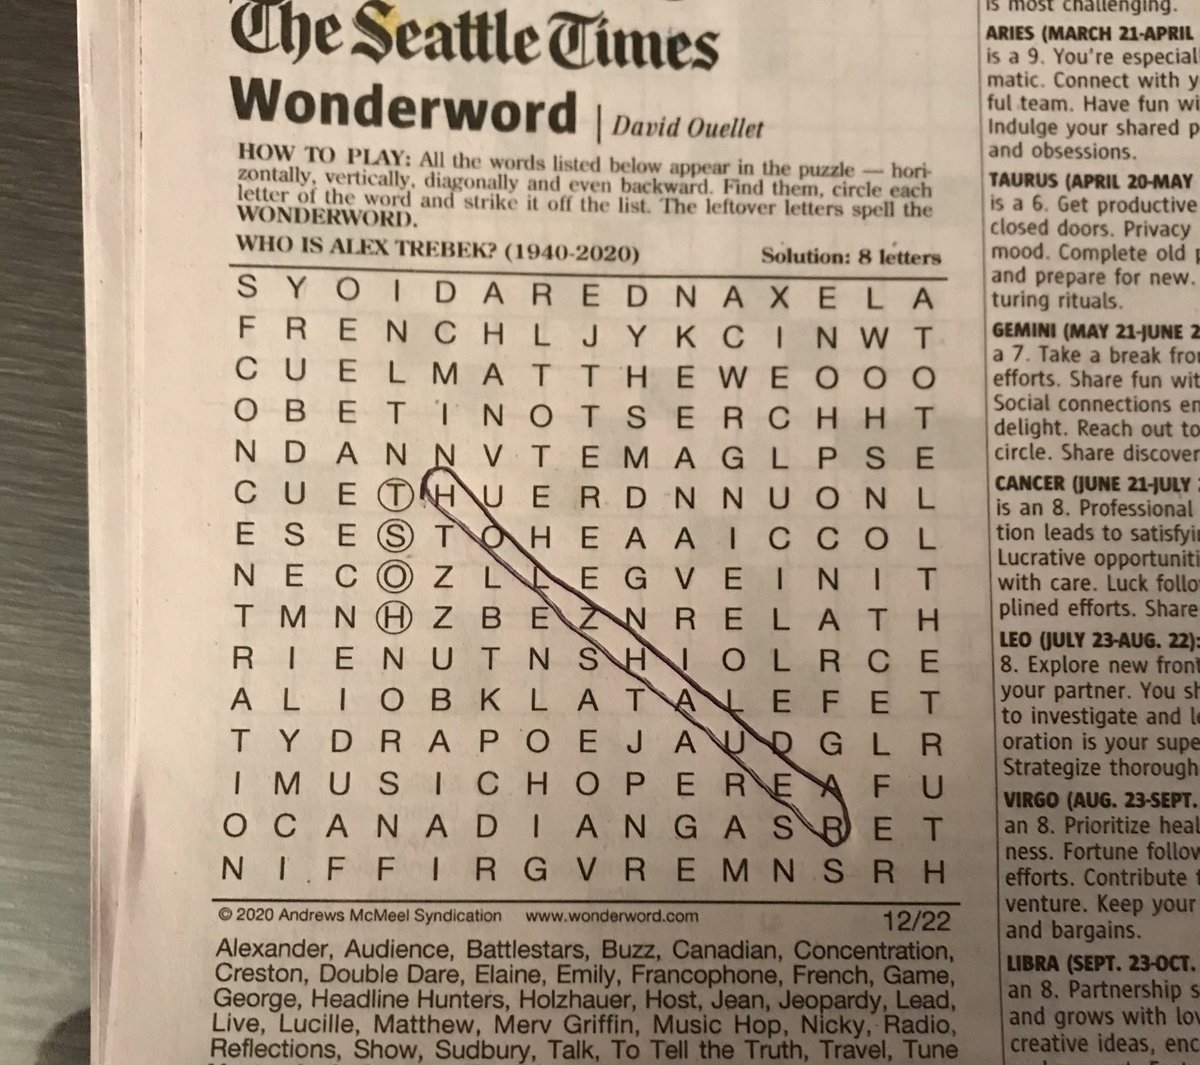 The Seattle Times
Wonderword | David Ouellet
HOW TO PLAY: All the words listed below appear in the puzzle — hori-
zontally, vertically, diagonally and even backward. Find them, circle each
letter of the word and strike it off the list. The leftover letters spell the
WONDERWORD.
WHO IS ALEX TREBEK? (1940-2020) Solution: 8 letters
S Y O I D A R E D N A X E L A
F R E N C H L J Y K C I N W T
C U E L M A T T H E W E O O O
O B E T I N O T S E R C H H T
N D A N N V T E M A G L P S E
C U E T H U E R D N N U O N L
E S E S T O H E A A I C C O L
N E C O Z L L E G V E I N I T
T M N H Z B E Z N R E L A T H
R I E N U T N S H I O L R C E
A L I O B K L A T A L E F E T
T Y D R A P O E J A U D G L R
I M U S I C H O P E R E A F U
O C A N A D I A N G A S R E T
N I F F I R G V R E M N S R H
© 2020 Andrews McMeel Syndication www.wonderword.com 12/22
Alexander, Audience, Battlestars, Buzz, Canadian, Concentration,
Creston, Double Dare, Elaine, Emily, Francophone, French, Game,
George, Headline Hunters, Holzhauer, Host, Jean, Jeopardy, Lead,
Live, Lucille, Matthew, Merv Griffin, Music Hop, Nicky, Radio,
Reflections, Show, Sudbury, Talk, To Tell the Truth, Travel, Tune
is most challenging.
ARIES (MARCH 21-APRIL
is a 9. You're especial
matic. Connect with y
ful team. Have fun wi
Indulge your shared p
and obsessions.
TAURUS (APRIL 20-MAY
is a 6. Get productive
closed doors. Privacy
mood. Complete old p
and prepare for new.
turing rituals.
GEMINI (MAY 21-JUNE 2
a 7. Take a break from
efforts. Share fun wit
Social connections en
delight. Reach out to
circle. Share discover
CANCER (JUNE 21-JULY
is an 8. Professional
tion leads to satisfyi
Lucrative opportuniti
with care. Luck follo
plined efforts. Share
LEO (JULY 23-AUG. 22):
8. Explore new front
your partner. You sh
to investigate and le
oration is your supe
Strategize thorough
VIRGO (AUG. 23-SEPT.
an 8. Prioritize heal
ness. Fortune follow
efforts. Contribute t
venture. Keep your
and bargains.
LIBRA (SEPT. 23-OCT.
an 8. Partnership s
and grows with lov
creative ideas, enc